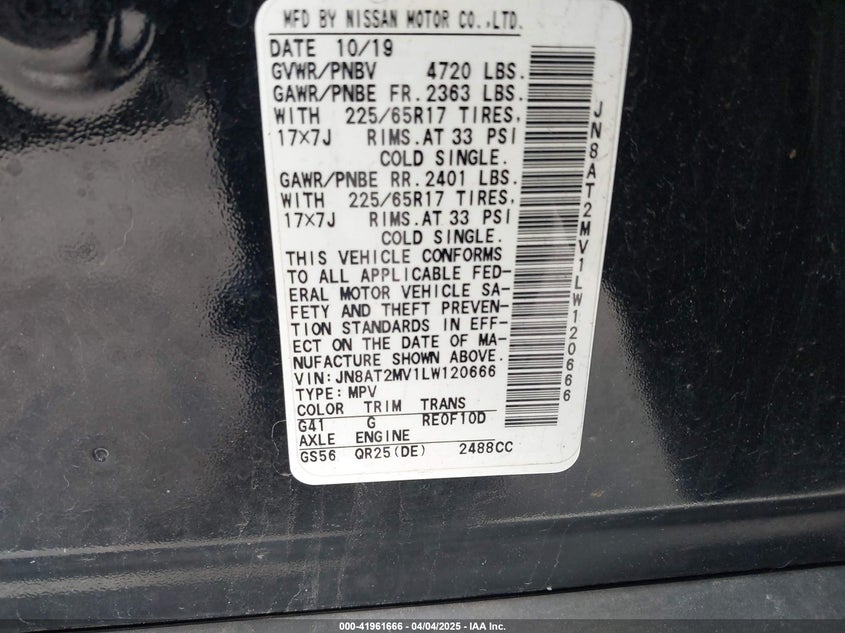 MFD BY NISSAN MOTOR CO.,LTD.
DATE 10/19
GVWR/PNBV 4720 LBS.
GAWR/PNBE FR. 2363 LBS.
WITH 225/65R17 TIRES,
17×7J RIMS. AT 33 PSI
COLD SINGLE.
GAWR/PNBE RR. 2401 LBS.
WITH 225/65R17 TIRES,
17×7J RIMS. AT 33 PSI
COLD SINGLE.
THIS VEHICLE CONFORMS
TO ALL APPLICABLE FED-
ERAL MOTOR VEHICLE SA-
FETY AND THEFT PREVEN-
TION STANDARDS IN EFF-
ECT ON THE DATE OF MA-
NUFACTURE SHOWN ABOVE.
VIN: JN8AT2MV1LW120666
TYPE: MPV
COLOR TRIM TRANS
G41 G RE0F10D
AXLE ENGINE
GS56 QR25(DE) 2488CC
JN8AT2MV1LW120666
000-41961666 - 04/04/2025 - IAA Inc.